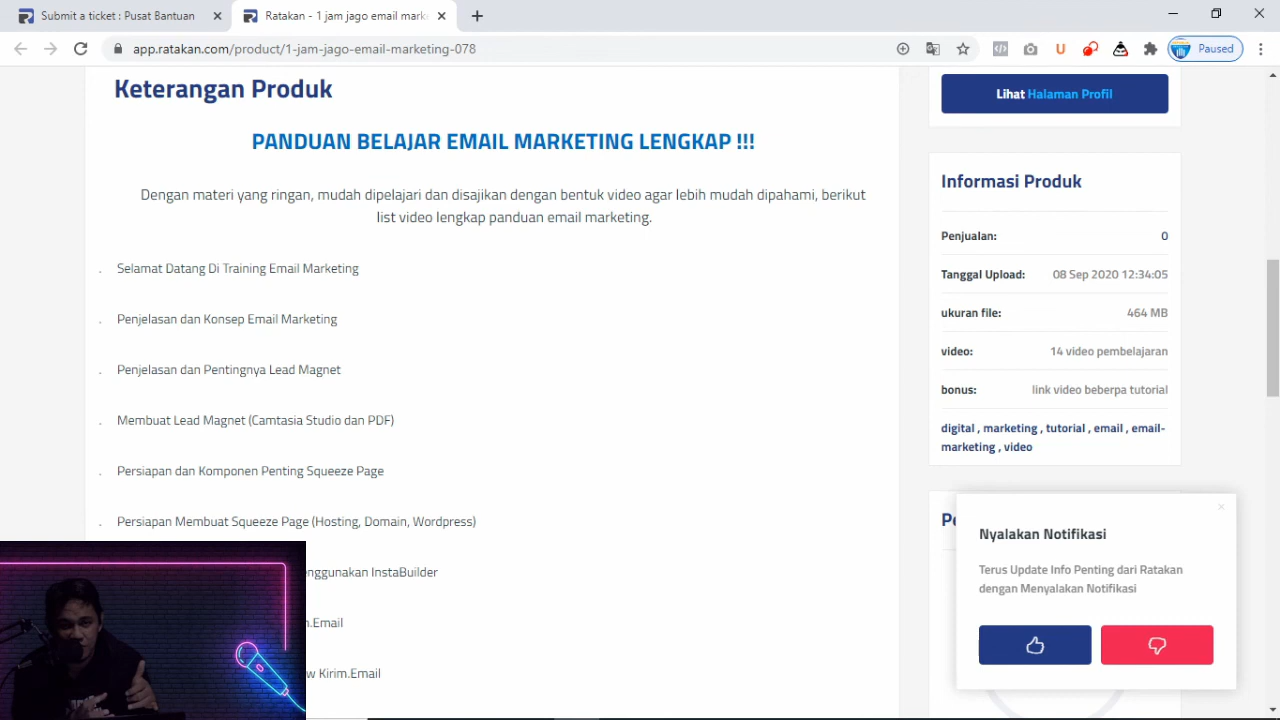 Submit a ticket : Pusat Bantuan
Ratakan - 1 jam jago email mark
app.ratakan.com/product/1-jam-jago-email-marketing-078
U
Paused
Keterangan Produk
PANDUAN BELAJAR EMAIL MARKETING LENGKAP !!!
Dengan materi yang ringan, mudah dipelajari dan disajikan dengan bentuk video agar lebih mudah dipahami, berikut
list video lengkap panduan email marketing.
. Selamat Datang Di Training Email Marketing
. Penjelasan dan Konsep Email Marketing
. Penjelasan dan Pentingnya Lead Magnet
. Membuat Lead Magnet (Camtasia Studio dan PDF)
. Persiapan dan Komponen Penting Squeeze Page
. Persiapan Membuat Squeeze Page (Hosting, Domain, Wordpress)
nggunakan InstaBuilder
n.Email
w Kirim.Email
Lihat Halaman Profil
Informasi Produk
Penjualan: 0
Tanggal Upload: 08 Sep 2020 12:34:05
ukuran file: 464 MB
video: 14 video pembelajaran
bonus: link video beberpa tutorial
digital , marketing , tutorial , email , email-
marketing , video
Pe
Nyalakan Notifikasi
Terus Update Info Penting dari Ratakan
dengan Menyalakan Notifikasi